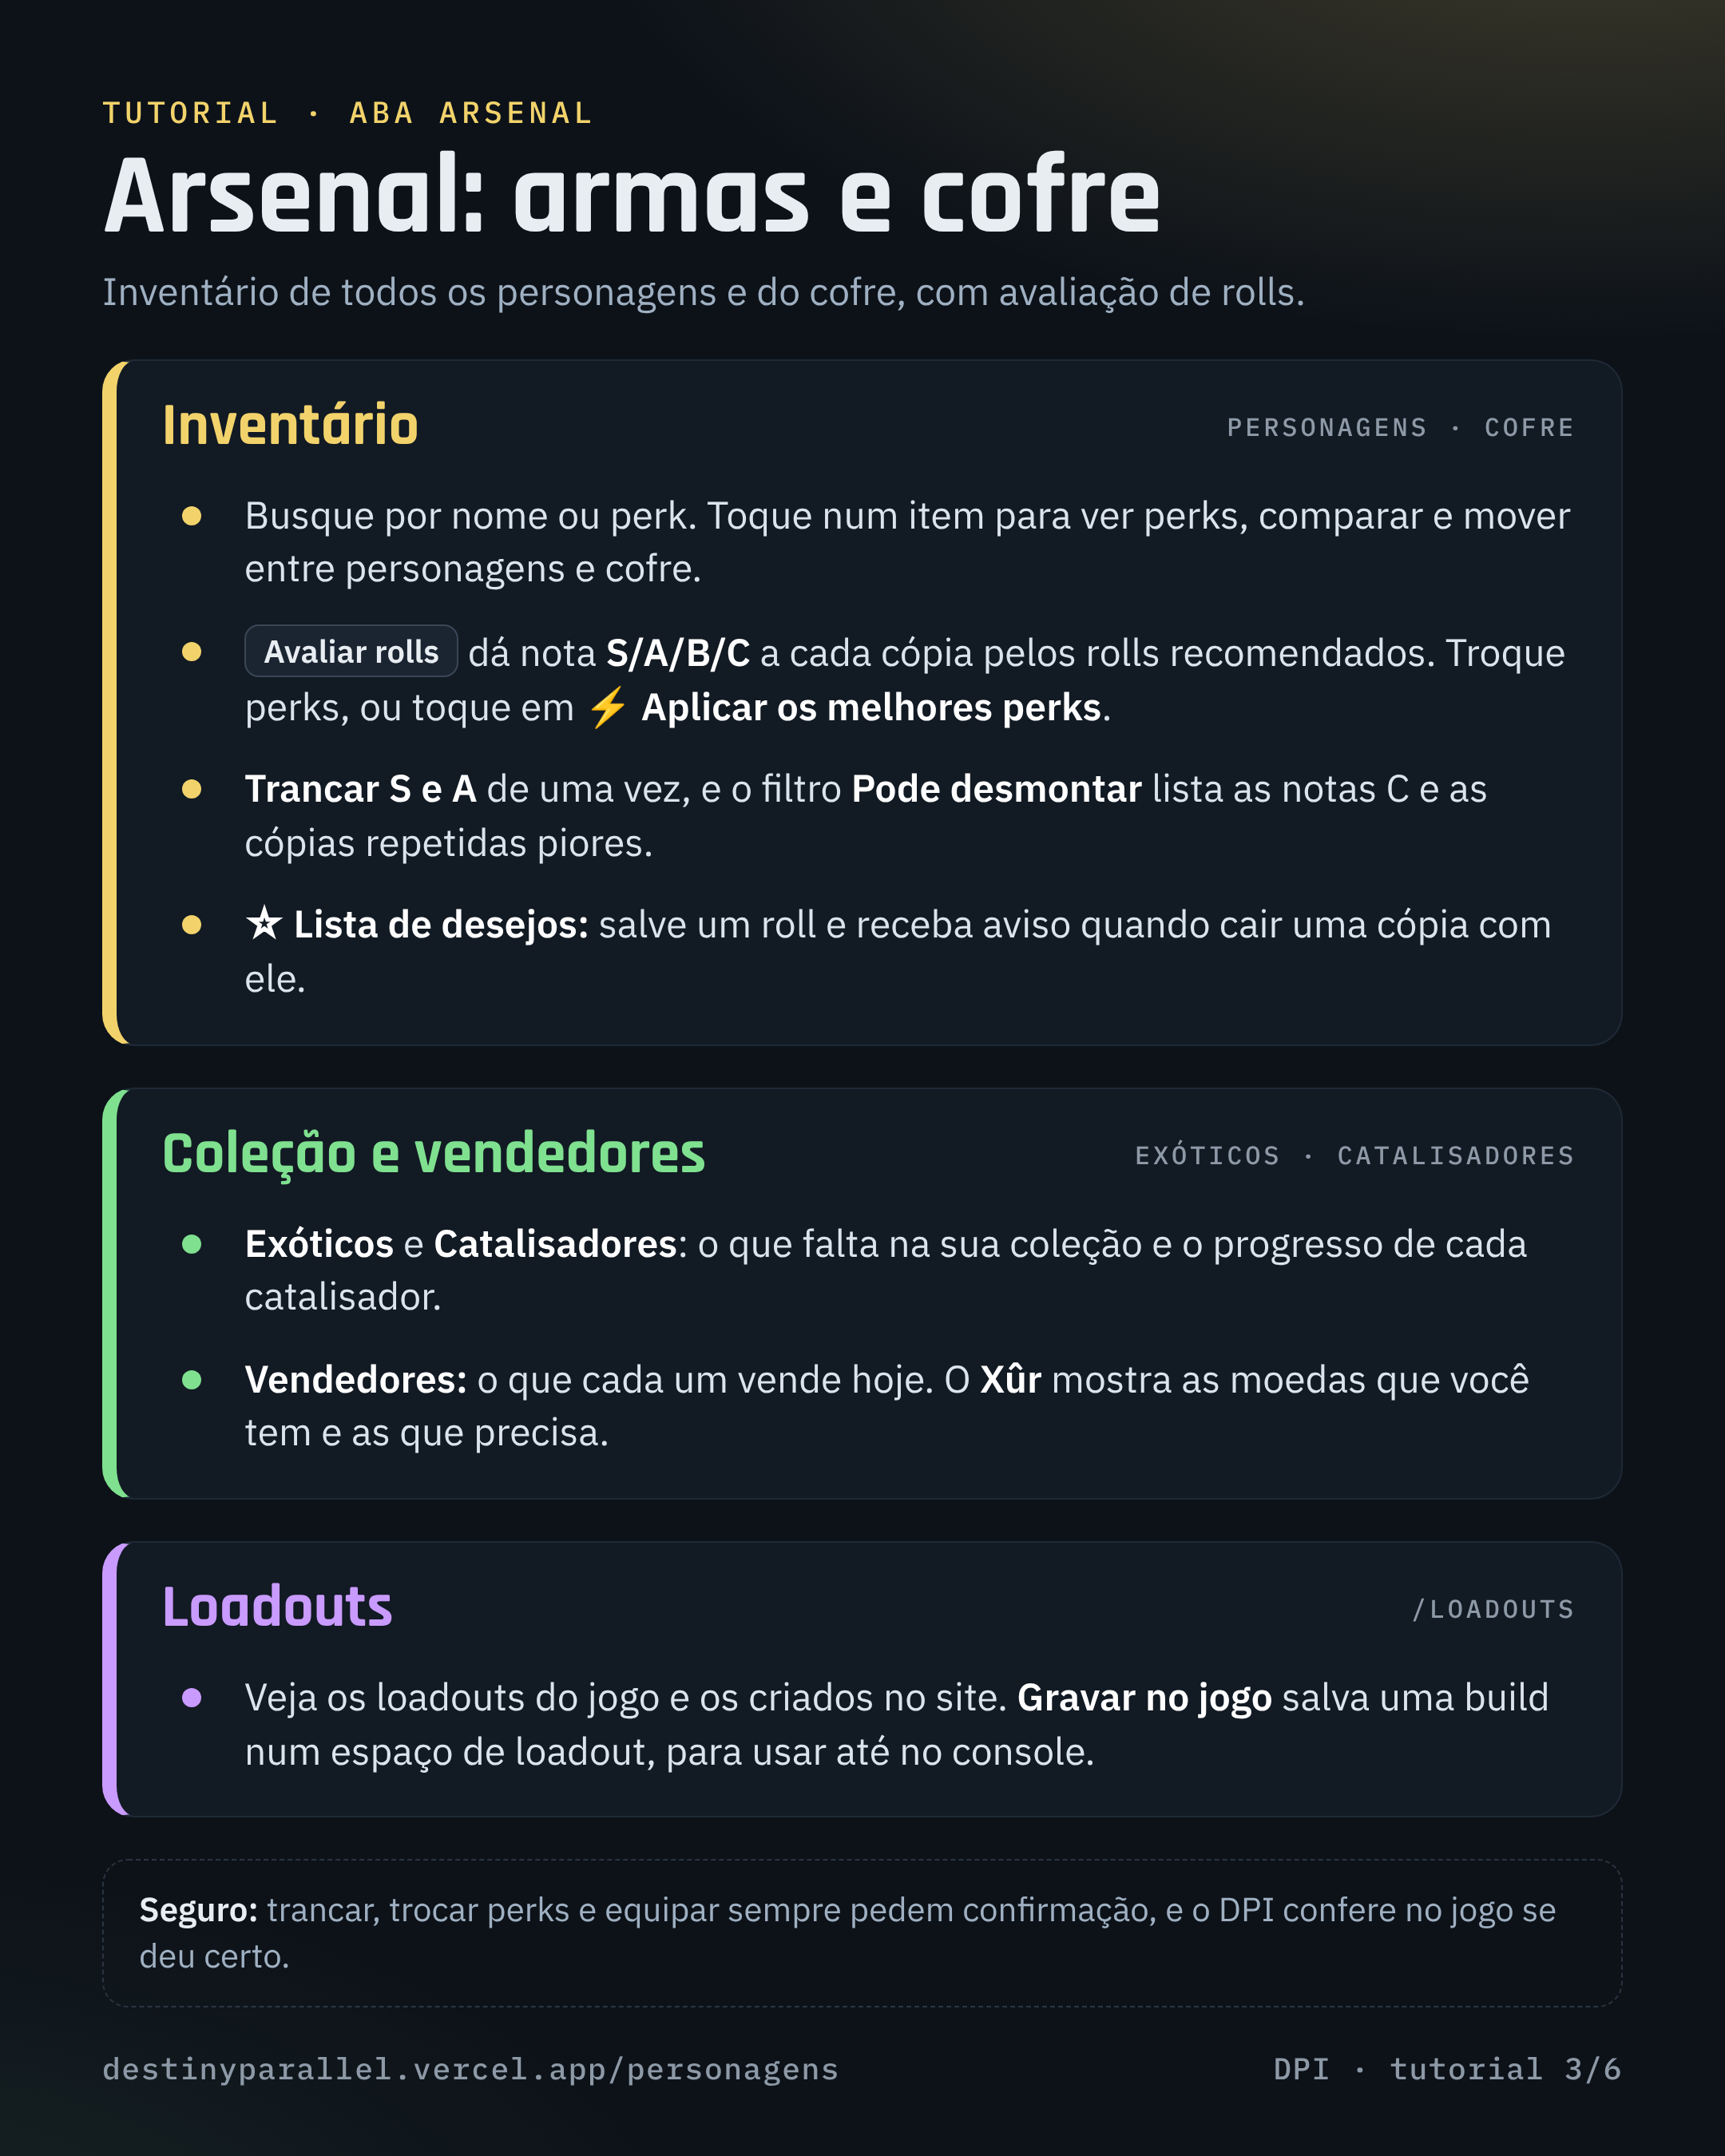 TUTORIAL · ABA ARSENAL
Arsenal: armas e cofre
Inventário de todos os personagens e do cofre, com avaliação de rolls.
Inventário
PERSONAGENS · COFRE
Busque por nome ou perk. Toque num item para ver perks, comparar e mover
entre personagens e cofre.
Avaliar rolls dá nota S/A/B/C a cada cópia pelos rolls recomendados. Troque
perks, ou toque em ⚡ Aplicar os melhores perks.
Trancar S e A de uma vez, e o filtro Pode desmontar lista as notas C e as
cópias repetidas piores.
☆ Lista de desejos: salve um roll e receba aviso quando cair uma cópia com
ele.
Coleção e vendedores
EXÓTICOS · CATALISADORES
Exóticos e Catalisadores: o que falta na sua coleção e o progresso de cada
catalisador.
Vendedores: o que cada um vende hoje. O Xûr mostra as moedas que você
tem e as que precisa.
Loadouts
/LOADOUTS
Veja os loadouts do jogo e os criados no site. Gravar no jogo salva uma build
num espaço de loadout, para usar até no console.
Seguro: trancar, trocar perks e equipar sempre pedem confirmação, e o DPI confere no jogo se
deu certo.
destinyparallel.vercel.app/personagens
DPI · tutorial 3/6